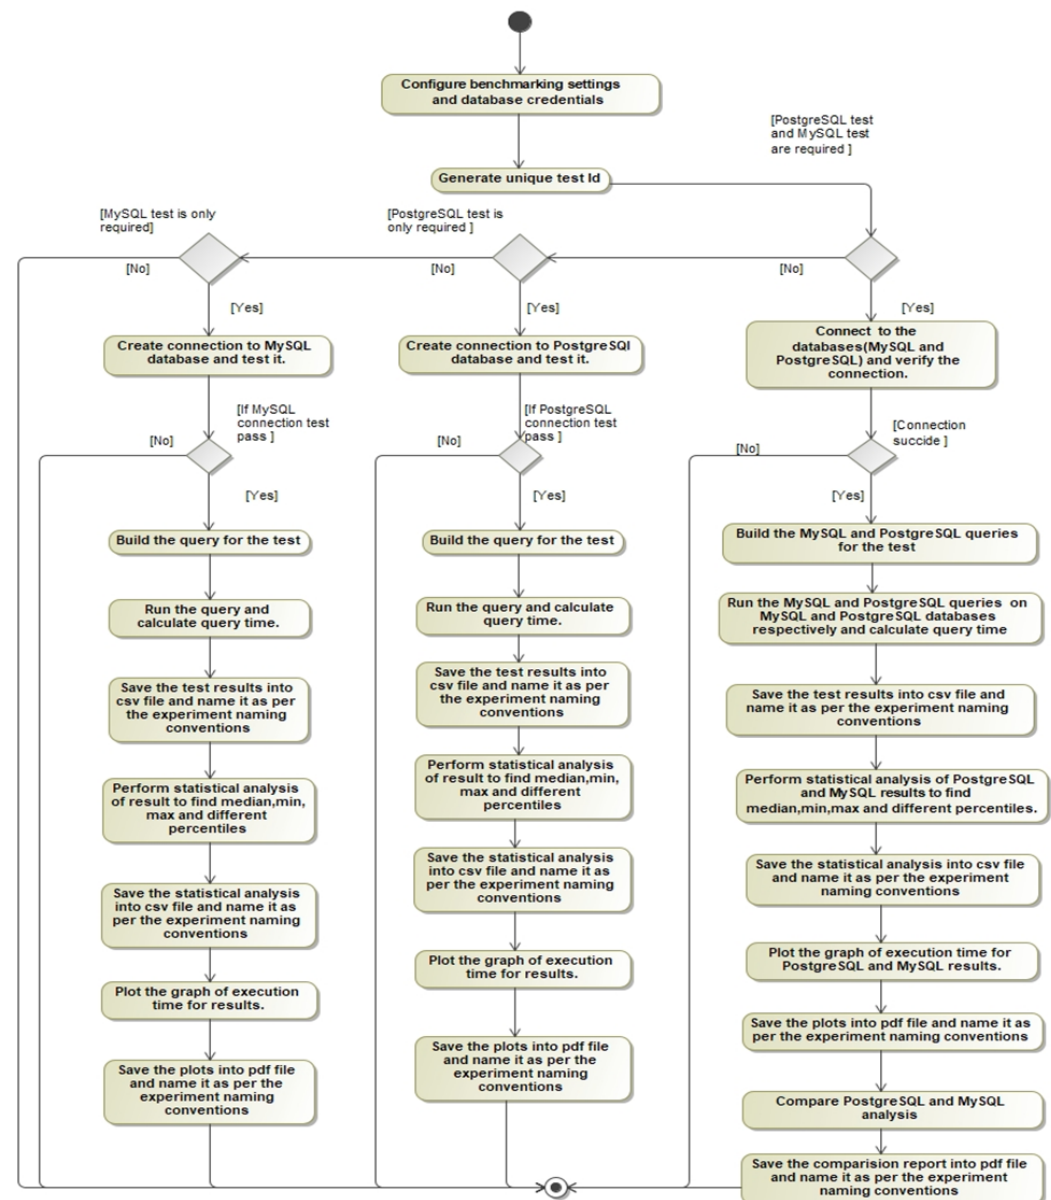 Configure benchmarking settings
and database credentials
[PostgreSQL test
and MySQL test
are required ]
Generate unique test Id
[MySQL test is only
required]
[PostgreSQL test is
only required ]
[No]
[No]
[No]
[Yes]
[Yes]
[Yes]
Create connection to MySQL
database and test it.
Create connection to PostgreSQl
database and test it.
Connect to the
databases(MySQL and
PostgreSQL) and verify the
connection.
[If MySQL
connection test
pass ]
[If PostgreSQL
connection test
pass ]
[Connection
succide ]
[No]
[No]
[No]
[Yes]
[Yes]
[Yes]
Build the query for the test
Run the query and
calculate query time.
Save the test results into
csv file and name it as per
the experiment naming
conventions
Perform statistical analysis
of result to find median,min,
max and different
percentiles
Save the statistical analysis
into csv file and name it as
per the experiment naming
conventions
Plot the graph of execution
time for results.
Save the plots into pdf file
and name it as per the
experiment naming
conventions
Build the query for the test
Run the query and calculate
query time.
Save the test results into
csv file and name it as per
the experiment naming
conventions
Perform statistical analysis
of result to find median,min,
max and different
percentiles
Save the statistical analysis
into csv file and name it as
per the experiment naming
conventions
Plot the graph of execution
time for results.
Save the plots into pdf file
and name it as per the
experiment naming
conventions
Build the MySQL and PostgreSQL queries
for the test
Run the MySQL and PostgreSQL queries on
MySQL and PostgreSQL databases
respectively and calculate query time
Save the test results into csv file and
name it as per the experiment naming
conventions
Perform statistical analysis of PostgreSQL
and MySQL results to find
median,min,max and different percentiles.
Save the statistical analysis into csv file
and name it as per the experiment
naming conventions
Plot the graph of execution time for
PostgreSQL and MySQL results.
Save the plots into pdf file and name it as
per the experiment naming conventions
Compare PostgreSQL and MySQL
analysis
Save the comparision report into pdf file
and name it as per the experiment
naming conventions